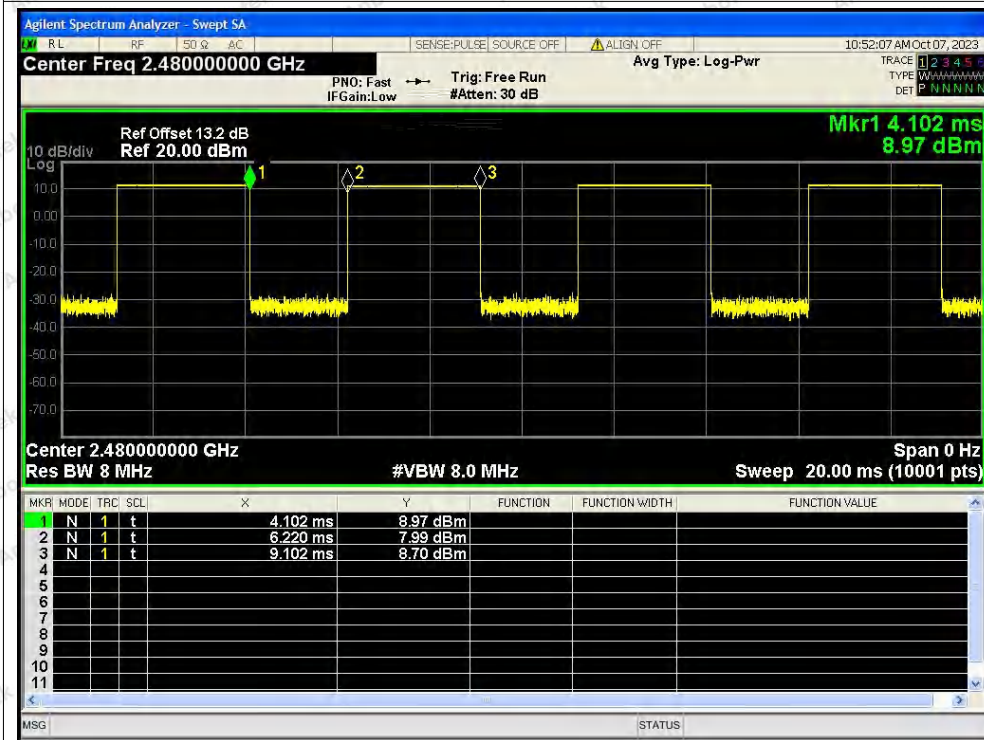 Agilent Spectrum Analyzer - Swept SA
LXI RL RF 50 Ω AC SENSE:PULSE SOURCE OFF ALIGN OFF 10:52:07 AM Oct 07, 2023
Center Freq 2.480000000 GHz Avg Type: Log-Pwr TRACE 1 2 3 4 5 6
PNO: Fast Trig: Free Run TYPE WWWWWW
IFGain:Low #Atten: 30 dB DET P N N N N N
Mkr1 4.102 ms
Ref Offset 13.2 dB
10 dB/div Ref 20.00 dBm 8.97 dBm
Log
1 2 3
10.0
0.00
-10.0
-20.0
-30.0
-40.0
-50.0
-60.0
-70.0
Center 2.480000000 GHz Span 0 Hz
Res BW 8 MHz #VBW 8.0 MHz Sweep 20.00 ms (10001 pts)
MKR MODE TRC SCL X Y FUNCTION FUNCTION WIDTH FUNCTION VALUE
1 N 1 t 4.102 ms 8.97 dBm
2 N 1 t 6.220 ms 7.99 dBm
3 N 1 t 9.102 ms 8.70 dBm
4
5
6
7
8
9
10
11
MSG STATUS